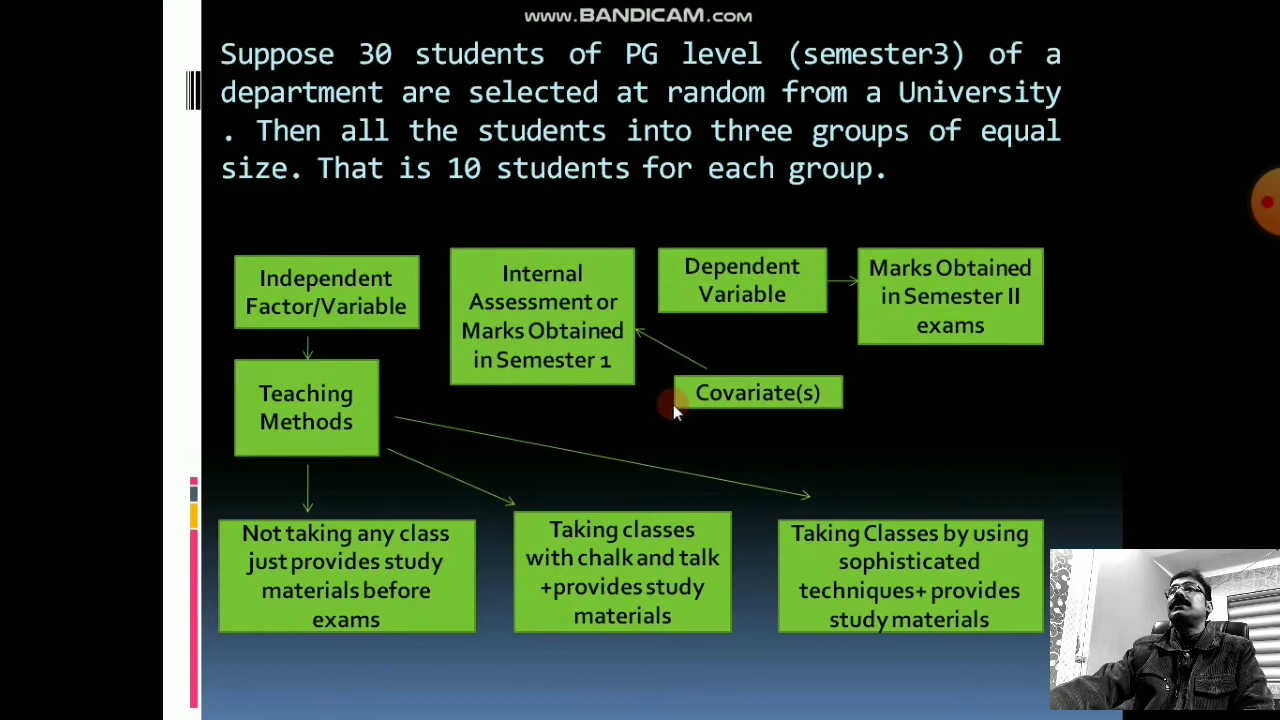 www.BANDICAM.com
Suppose 30 students of PG level (semester3) of a
department are selected at random from a University
. Then all the students into three groups of equal
size. That is 10 students for each group.
Independent
Factor/Variable
Internal
Assessment or
Marks Obtained
in Semester 1
Dependent
Variable
Marks Obtained
in Semester II
exams
Covariate(s)
Teaching
Methods
Not taking any class
just provides study
materials before
exams
Taking classes
with chalk and talk
+provides study
materials
Taking Classes by using
sophisticated
techniques+ provides
study materials